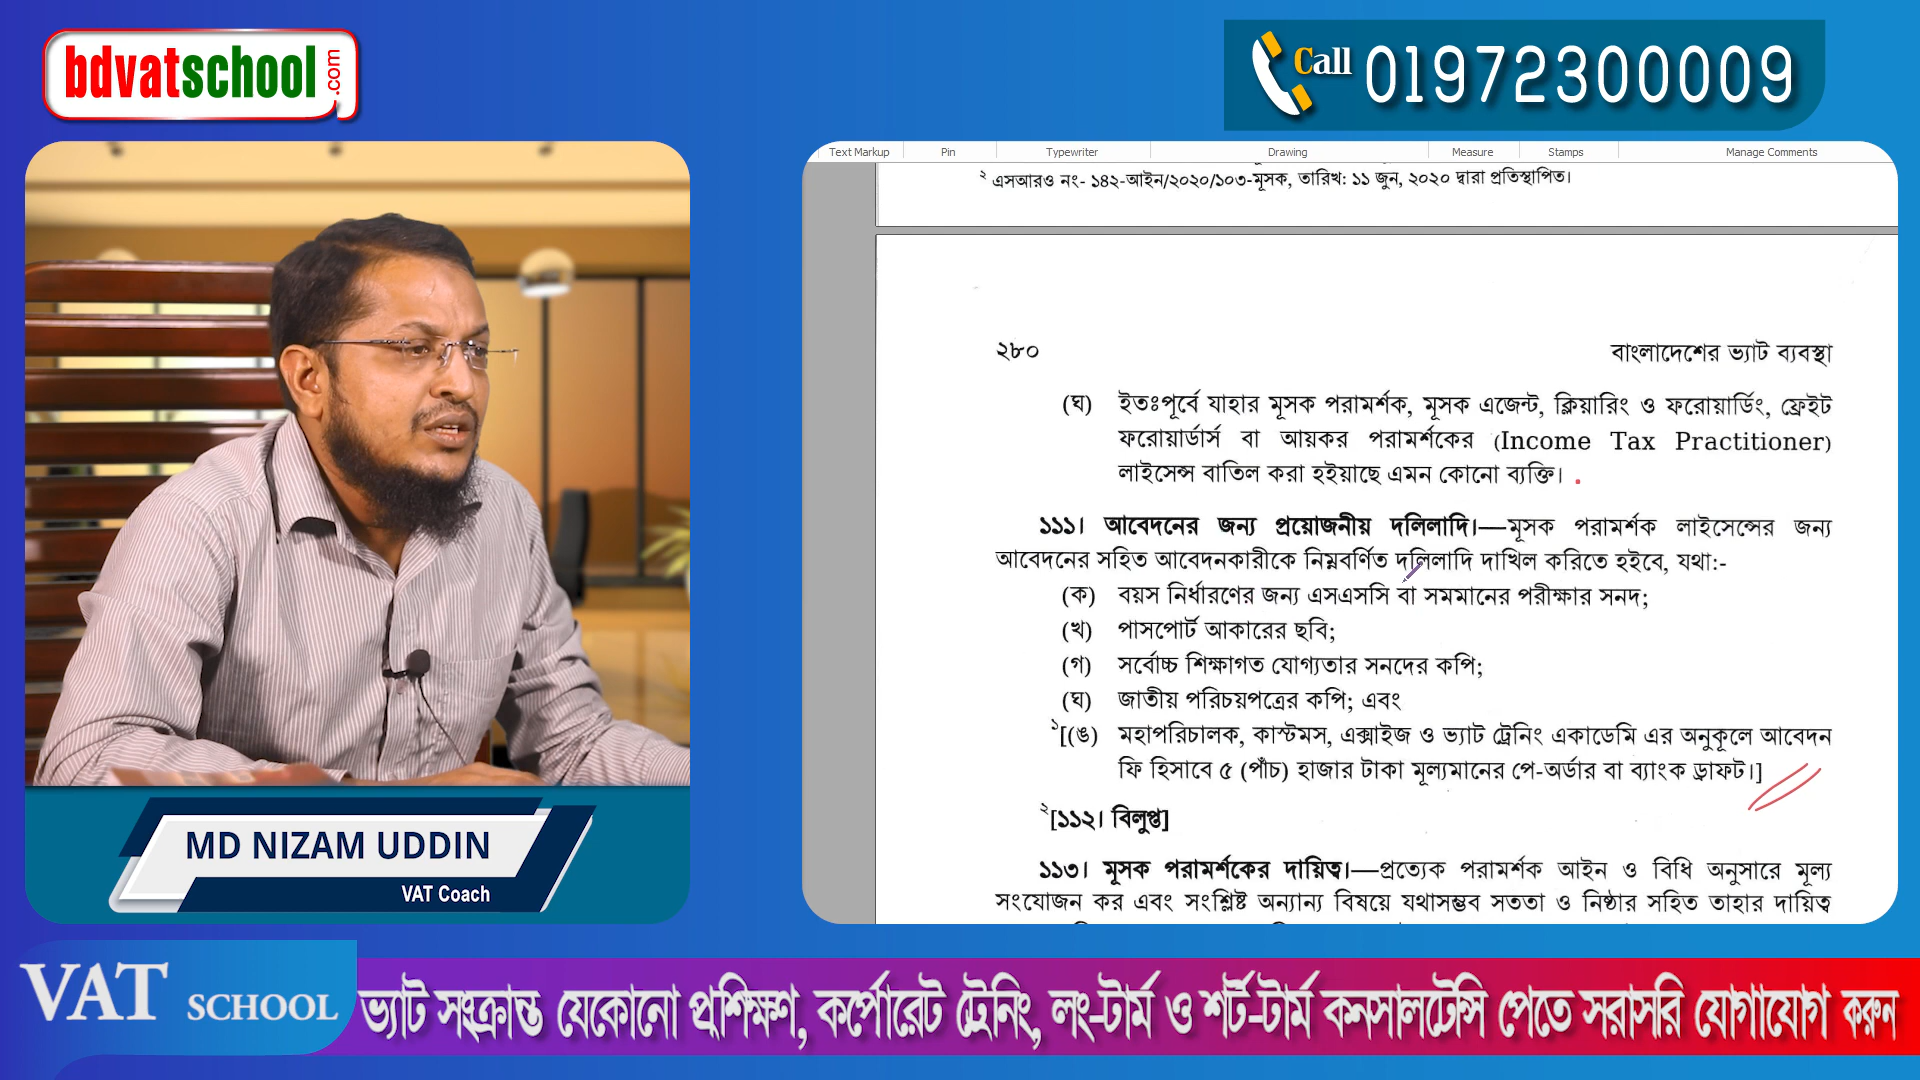 bdvatschool.com
Call 01972300009
Text Markup Pin Typewriter Drawing Measure Stamps Manage Comments
২ এসআরও নং- ১৪২-আইন/২০২০/১০৩-মূসক, তারিখ: ১১ জুন, ২০২০ দ্বারা প্রতিস্থাপিত।
২৮০ বাংলাদেশের ভ্যাট ব্যবস্থা
(ঘ) ইতঃপূর্বে যাহার মূসক পরামর্শক, মূসক এজেন্ট, ক্লিয়ারিং ও ফরোয়ার্ডিং, ফ্রেইট
ফরোয়ার্ডার্স বা আয়কর পরামর্শকের (Income Tax Practitioner)
লাইসেন্স বাতিল করা হইয়াছে এমন কোনো ব্যক্তি।
১১১। আবেদনের জন্য প্রয়োজনীয় দলিলাদি।—মূসক পরামর্শক লাইসেন্সের জন্য
আবেদনের সহিত আবেদনকারীকে নিম্নবর্ণিত দলিলাদি দাখিল করিতে হইবে, যথা:-
(ক) বয়স নির্ধারণের জন্য এসএসসি বা সমমানের পরীক্ষার সনদ;
(খ) পাসপোর্ট আকারের ছবি;
(গ) সর্বোচ্চ শিক্ষাগত যোগ্যতার সনদের কপি;
(ঘ) জাতীয় পরিচয়পত্রের কপি; এবং
১[(ঙ) মহাপরিচালক, কাস্টমস, এক্সাইজ ও ভ্যাট ট্রেনিং একাডেমি এর অনুকূলে আবেদন
ফি হিসাবে ৫ (পাঁচ) হাজার টাকা মূল্যমানের পে-অর্ডার বা ব্যাংক ড্রাফট।]
২[১১২। বিলুপ্ত]
১১৩। মূসক পরামর্শকের দায়িত্ব।—প্রত্যেক পরামর্শক আইন ও বিধি অনুসারে মূল্য
সংযোজন কর এবং সংশ্লিষ্ট অন্যান্য বিষয়ে যথাসম্ভব সততা ও নিষ্ঠার সহিত তাহার দায়িত্ব
MD NIZAM UDDIN
VAT Coach
VAT SCHOOL
ভ্যাট সংক্রান্ত যেকোনো প্রশিক্ষণ, কর্পোরেট ট্রেনিং, লং-টার্ম ও শর্ট-টার্ম কনসালটেন্সি পেতে সরাসরি যোগাযোগ করুন